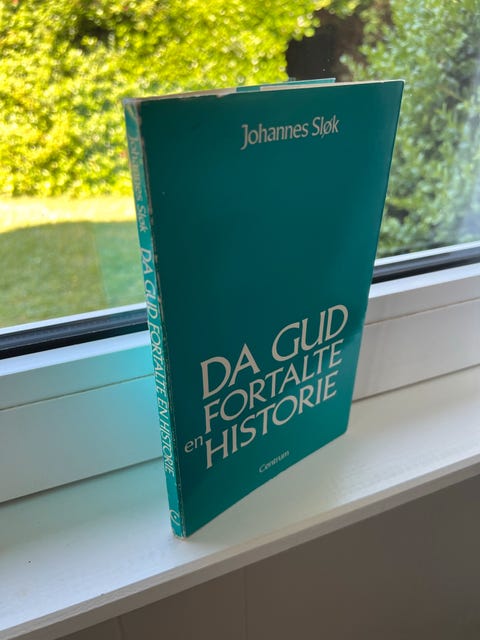 Johannes Sløk
DA GUD
FORTALTE
en HISTORIE
Centrum
Johannes Sløk DA GUD FORTALTE EN HISTORIE